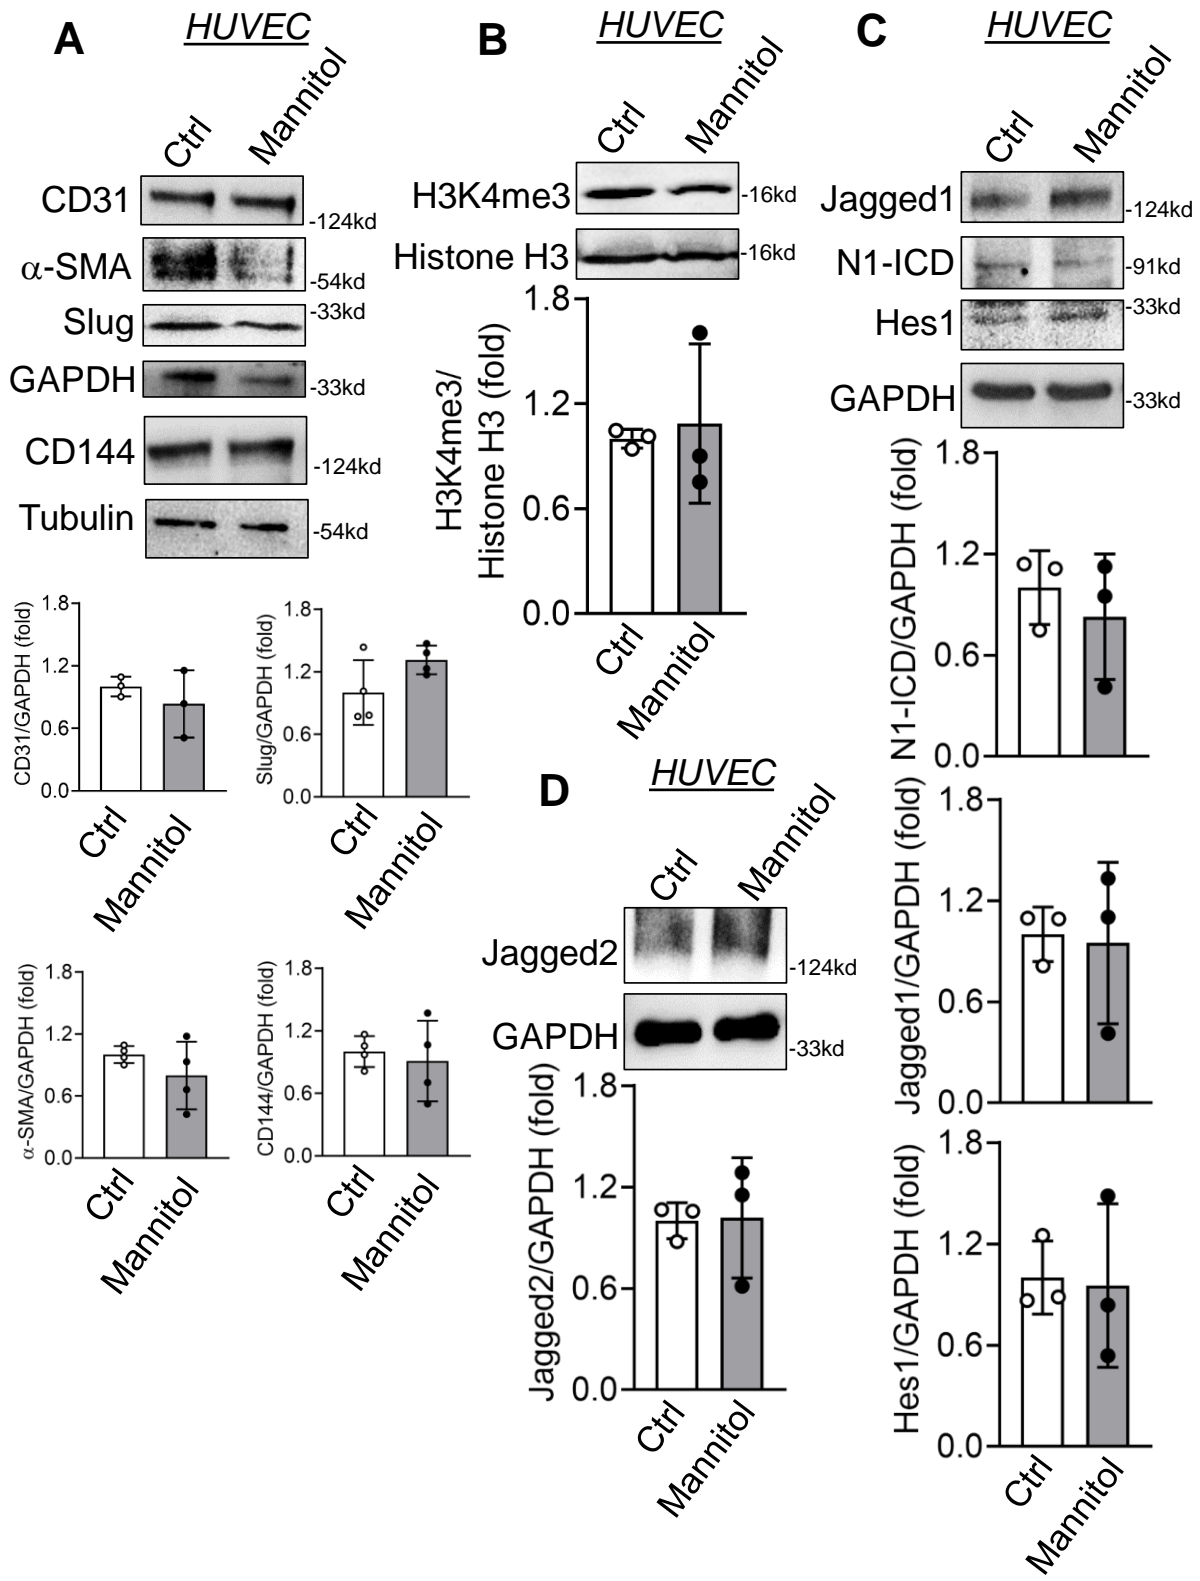 A
HUVEC
Ctrl
Mannitol
CD31
-124kd
α-SMA
-54kd
Slug
-33kd
GAPDH
-33kd
CD144
-124kd
Tubulin
-54kd
CD31/GAPDH (fold)
1.8
1.2
0.6
0.0
Ctrl
Mannitol
Slug/GAPDH (fold)
1.8
1.2
0.6
0.0
Ctrl
Mannitol
α-SMA/GAPDH (fold)
1.8
1.2
0.6
0.0
Ctrl
Mannitol
CD144/GAPDH (fold)
1.8
1.2
0.6
0.0
Ctrl
Mannitol
B
HUVEC
Ctrl
Mannitol
H3K4me3
-16kd
Histone H3
-16kd
H3K4me3/
Histone H3 (fold)
1.8
1.2
0.6
0.0
Ctrl
Mannitol
C
HUVEC
Ctrl
Mannitol
Jagged1
-124kd
N1-ICD
-91kd
Hes1
-33kd
GAPDH
-33kd
N1-ICD/GAPDH (fold)
1.8
1.2
0.6
0.0
Jagged1/GAPDH (fold)
1.8
1.2
0.6
0.0
Hes1/GAPDH (fold)
1.8
1.2
0.6
0.0
Ctrl
Mannitol
D
HUVEC
Ctrl
Mannitol
Jagged2
-124kd
GAPDH
-33kd
Jagged2/GAPDH (fold)
1.8
1.2
0.6
0.0
Ctrl
Mannitol